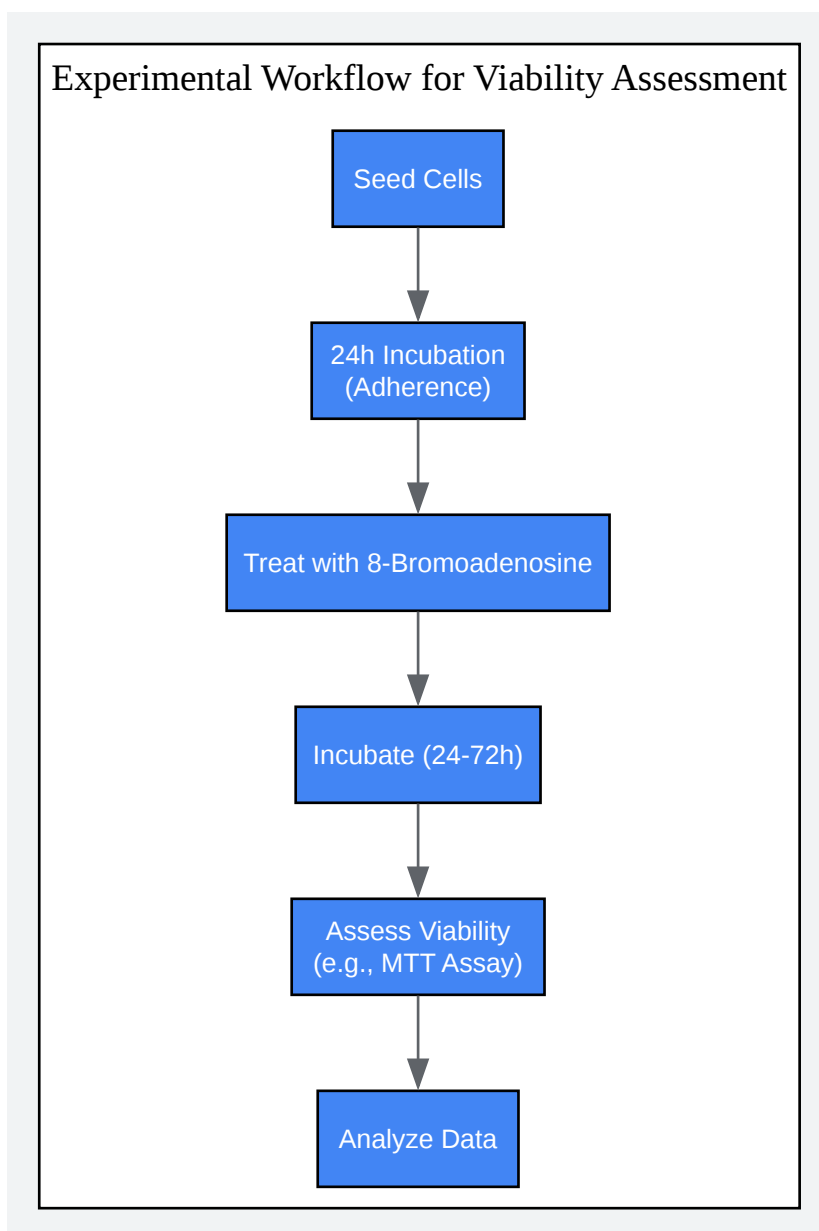 Experimental Workflow for Viability Assessment
Seed Cells
24h Incubation
(Adherence)
Treat with 8-Bromoadenosine
Incubate (24-72h)
Assess Viability
(e.g., MTT Assay)
Analyze Data